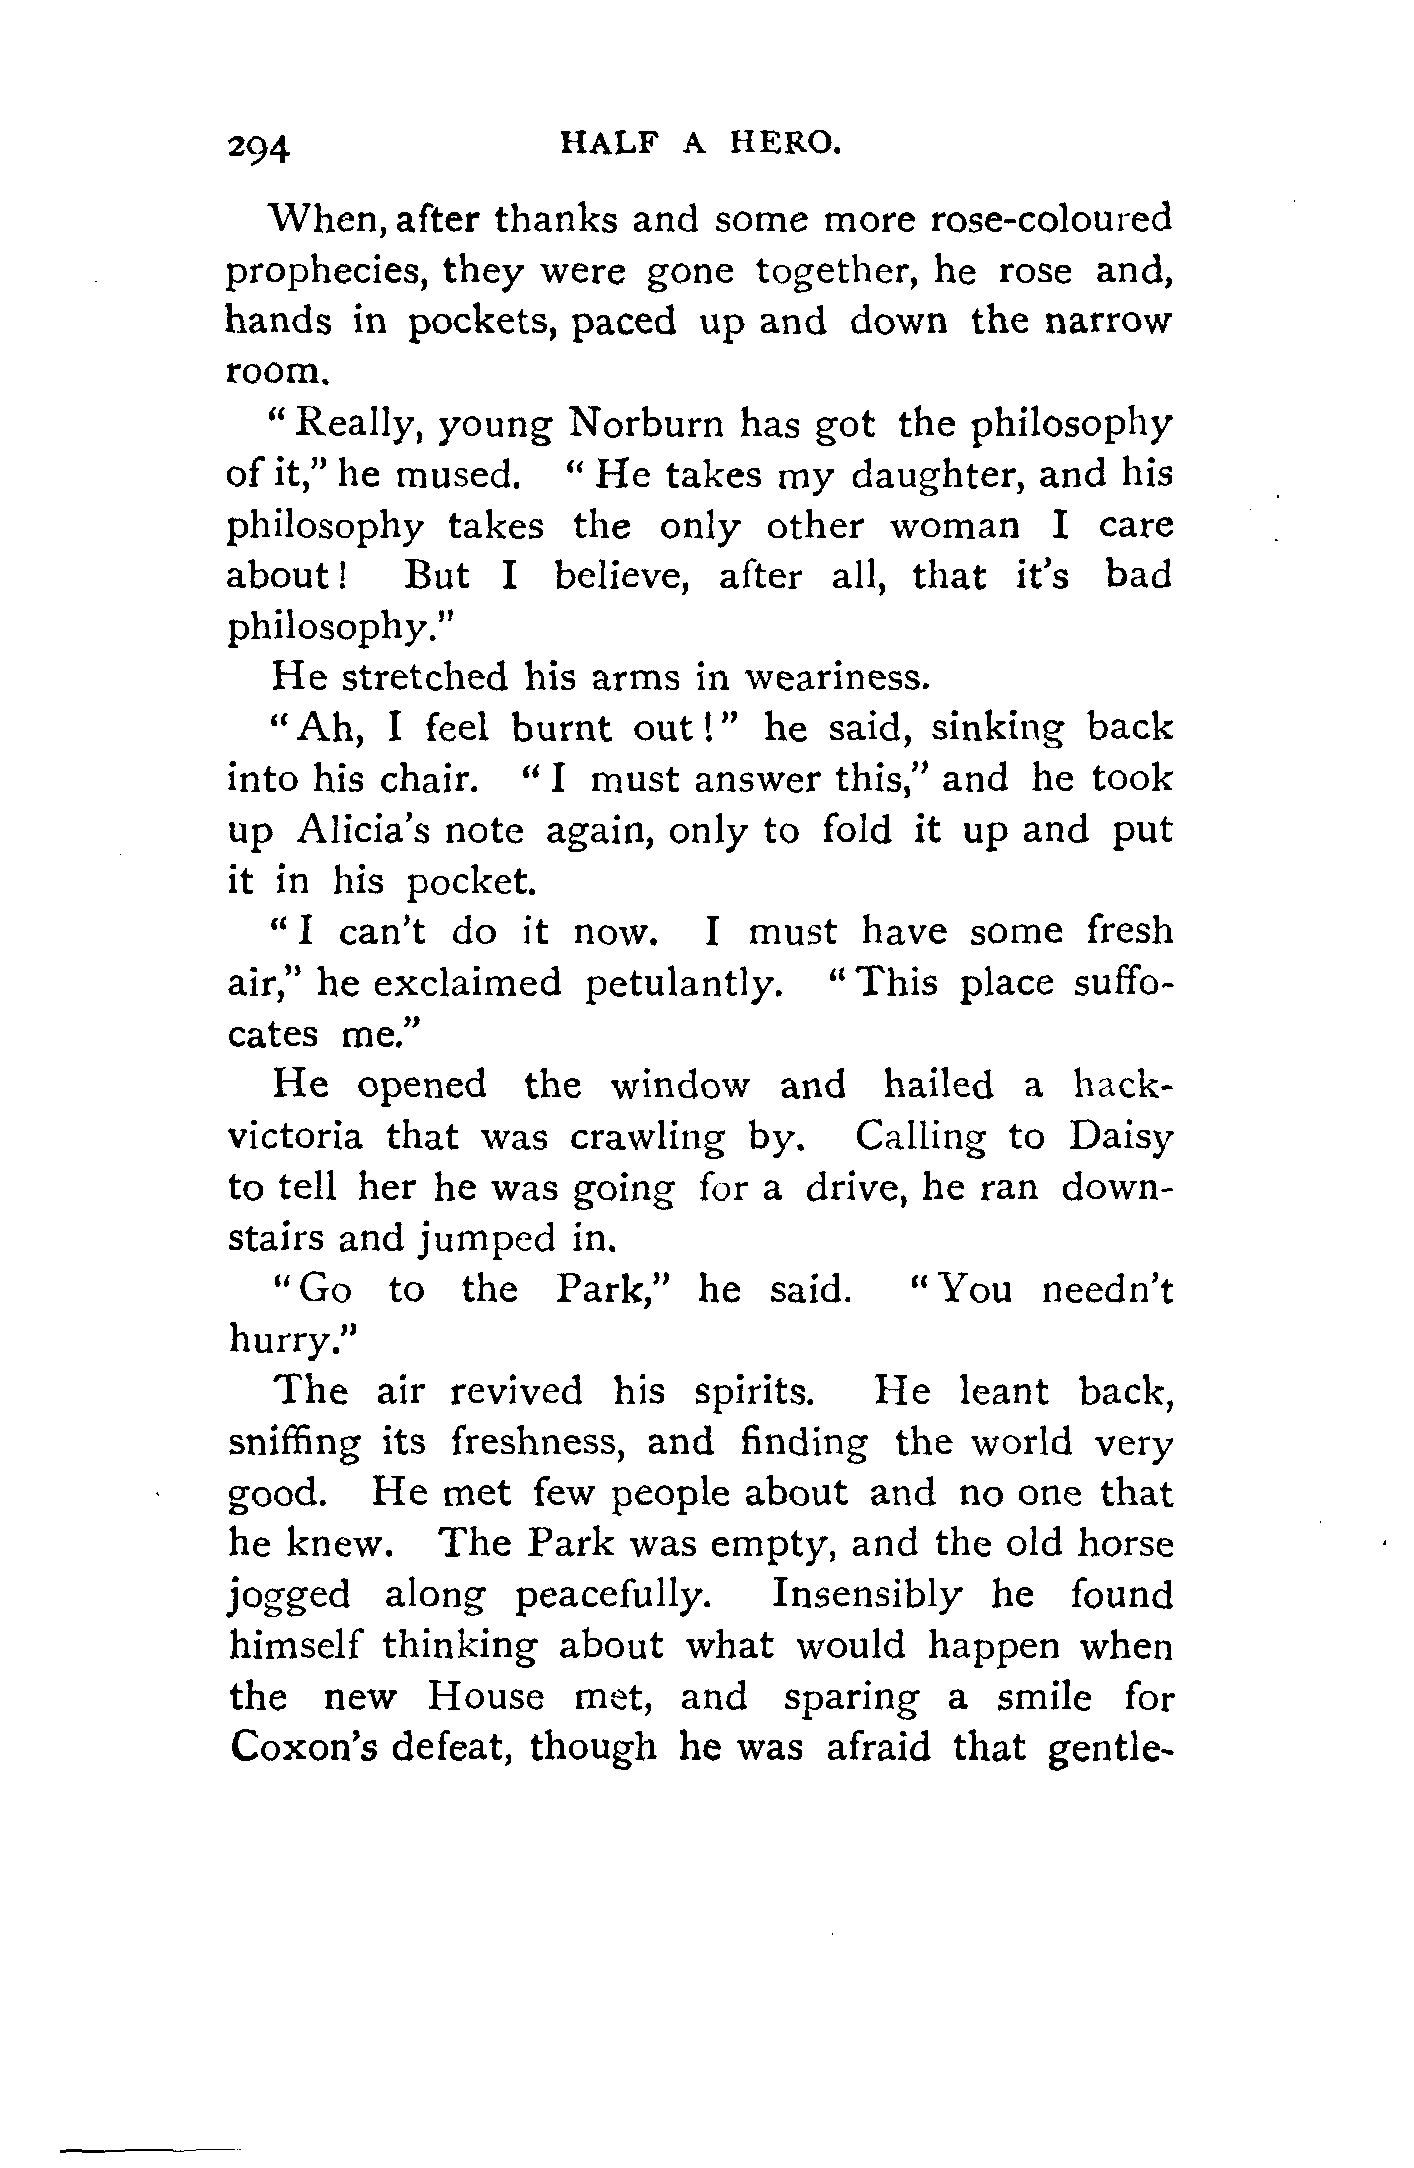 294 HALF A HERO.
When, after thanks and some more rose-coloured
prophecies, they were gone together, he rose and,
hands in pockets, paced up and down the narrow
room.
“Really, young Norburn has got the philosophy
of it,” he mused. “He takes my daughter, and his
philosophy takes the only other woman I care
about! But I believe, after all, that it's bad
philosophy.”
He stretched his arms in weariness.
“Ah, I feel burnt out!” he said, sinking back
into his chair. “I must answer this,” and he took
up Alicia's note again, only to fold it up and put
it in his pocket.
“I can't do it now. I must have some fresh
air,” he exclaimed petulantly. “This place suffo-
cates me.”
He opened the window and hailed a hack-
victoria that was crawling by. Calling to Daisy
to tell her he was going for a drive, he ran down-
stairs and jumped in.
“Go to the Park,” he said. “You needn't
hurry.”
The air revived his spirits. He leant back,
sniffing its freshness, and finding the world very
good. He met few people about and no one that
he knew. The Park was empty, and the old horse
jogged along peacefully. Insensibly he found
himself thinking about what would happen when
the new House met, and sparing a smile for
Coxon's defeat, though he was afraid that gentle-